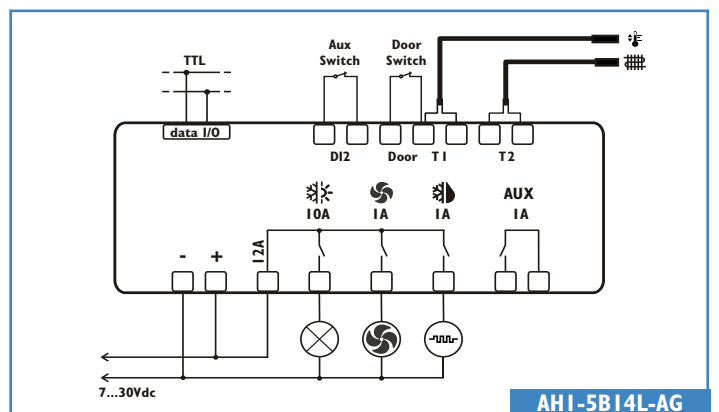 Aux Switch
Door Switch
TTL
data I/O
DI2
Door
T1
T2
10A
1A
1A
AUX
1A
12A
-
+
7...30Vdc
AH1-5B14L-AG